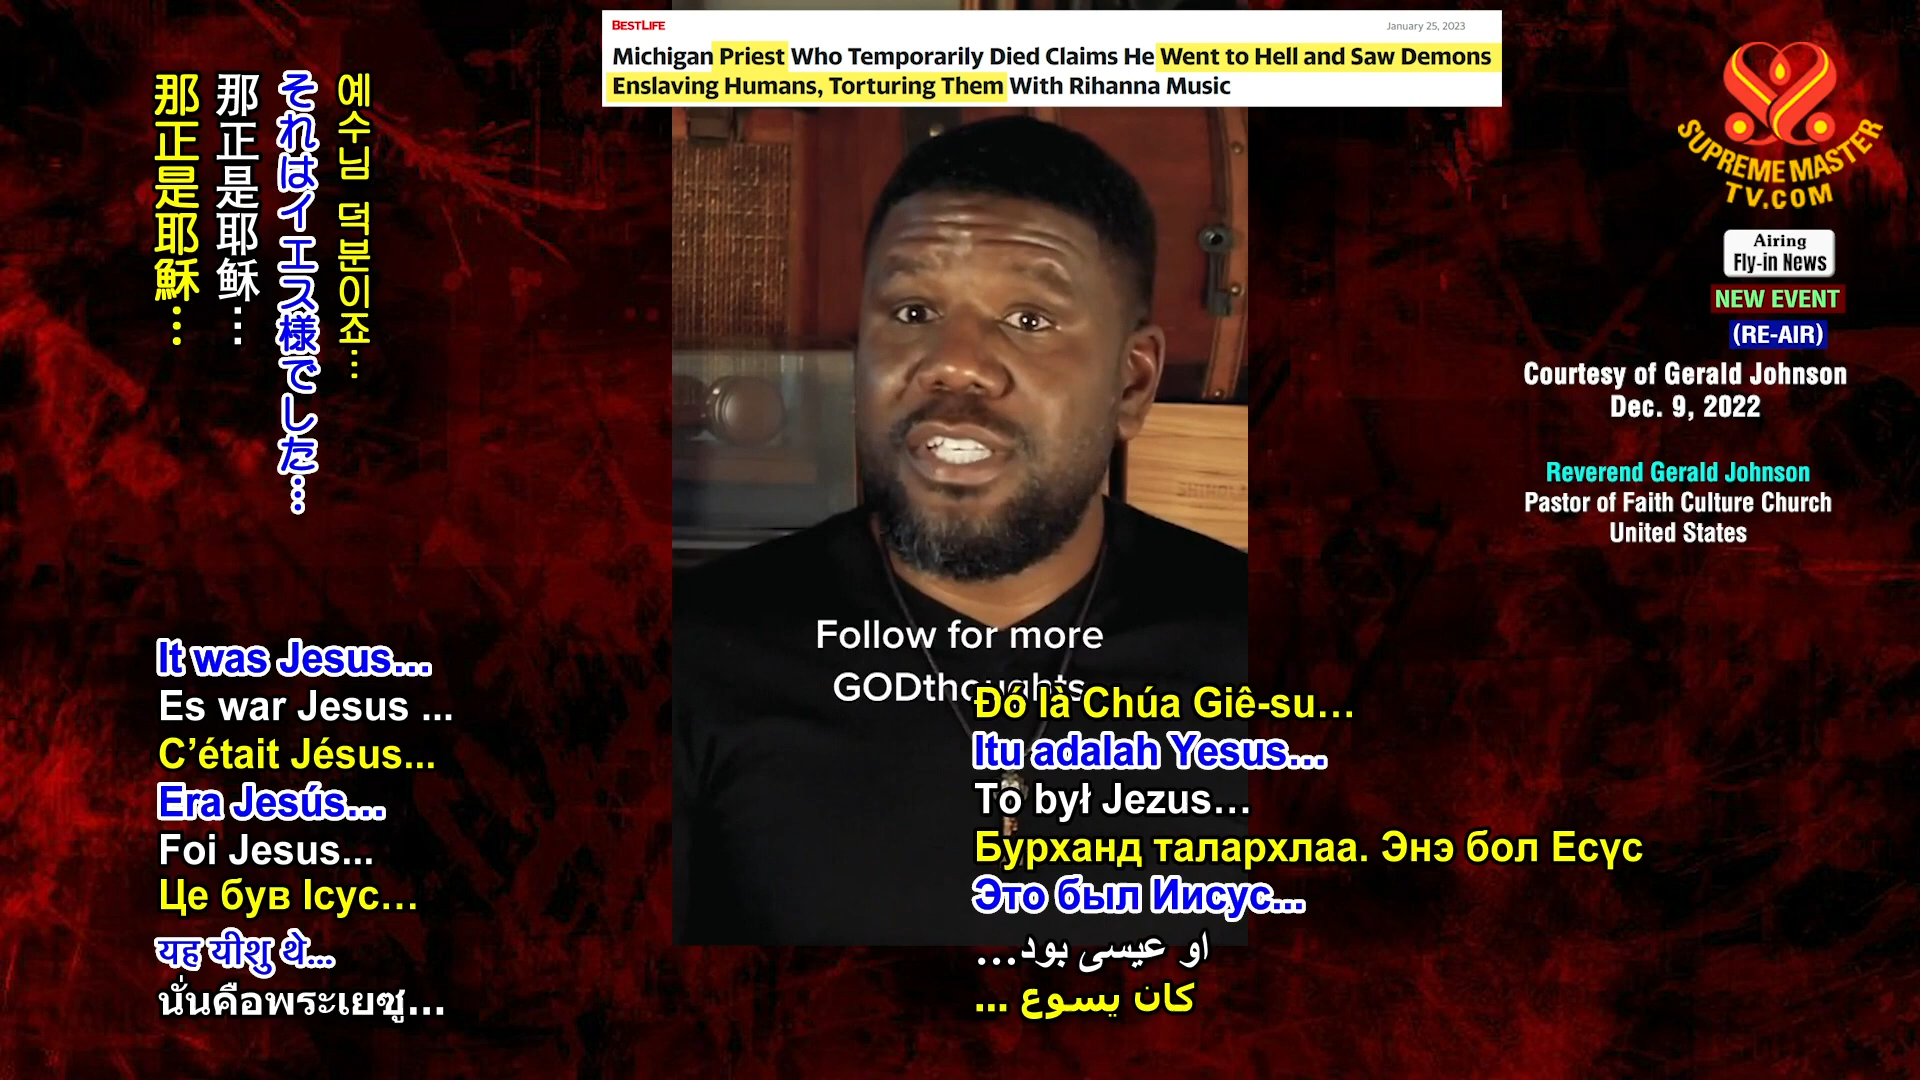 BESTLIFE
January 25, 2023
Michigan Priest Who Temporarily Died Claims He Went to Hell and Saw Demons
Enslaving Humans, Torturing Them With Rihanna Music
SUPREME MASTER
TV.COM
Airing
Fly-in News
NEW EVENT
(RE-AIR)
Courtesy of Gerald Johnson
Dec. 9, 2022
Reverend Gerald Johnson
Pastor of Faith Culture Church
United States
예수님 덕분이죠…
それはイエス様でした…
那正是耶稣…
那正是耶穌…
Follow for more
GODthoughts
It was Jesus…
Es war Jesus ...
C’était Jésus...
Era Jesús…
Foi Jesus...
Це був Ісус…
यह यीशु थे...
นั่นคือพระเยซู…
Đó là Chúa Giê-su…
Itu adalah Yesus…
To był Jezus…
Бурханд талархлаа. Энэ бол Есүс
Это был Иисус...
او عیسی بود…
كان يسوع ...